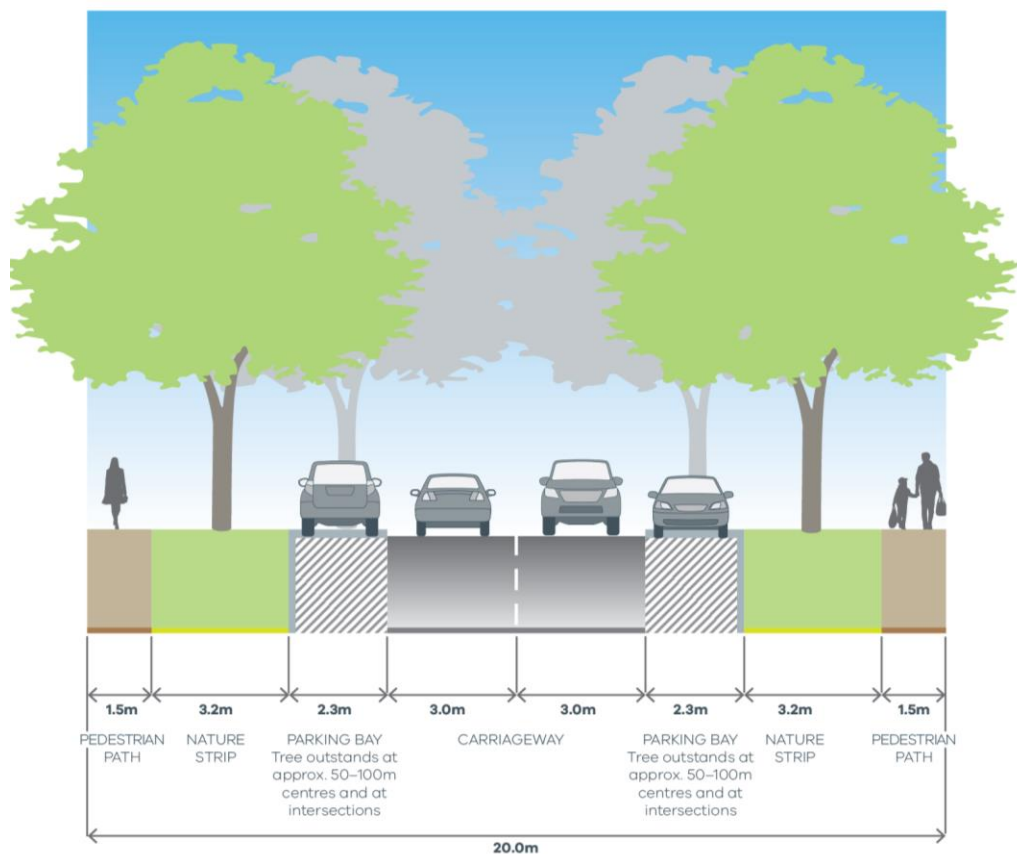 1.5m 3.2m 2.3m 3.0m 3.0m 2.3m 3.2m 1.5m
PEDESTRIAN
PATH
NATURE
STRIP
PARKING BAY
Tree outstands at
approx. 50–100m
centres and at
intersections
CARRIAGEWAY
PARKING BAY
Tree outstands at
approx. 50–100m
centres and at
intersections
NATURE
STRIP
PEDESTRIAN
PATH
20.0m